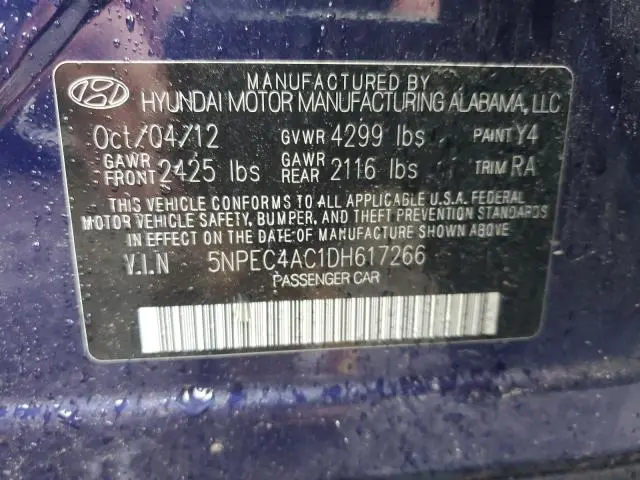 MANUFACTURED BY
HYUNDAI MOTOR MANUFACTURING ALABAMA, LLC
Oct/04/12 GVWR 4299 lbs PAINT Y4
GAWR FRONT 2425 lbs GAWR REAR 2116 lbs TRIM RA
THIS VEHICLE CONFORMS TO ALL APPLICABLE U.S.A. FEDERAL
MOTOR VEHICLE SAFETY, BUMPER, AND THEFT PREVENTION STANDARDS
IN EFFECT ON THE DATE OF MANUFACTURE SHOWN ABOVE.
V.I.N 5NPEC4AC1DH617266
PASSENGER CAR